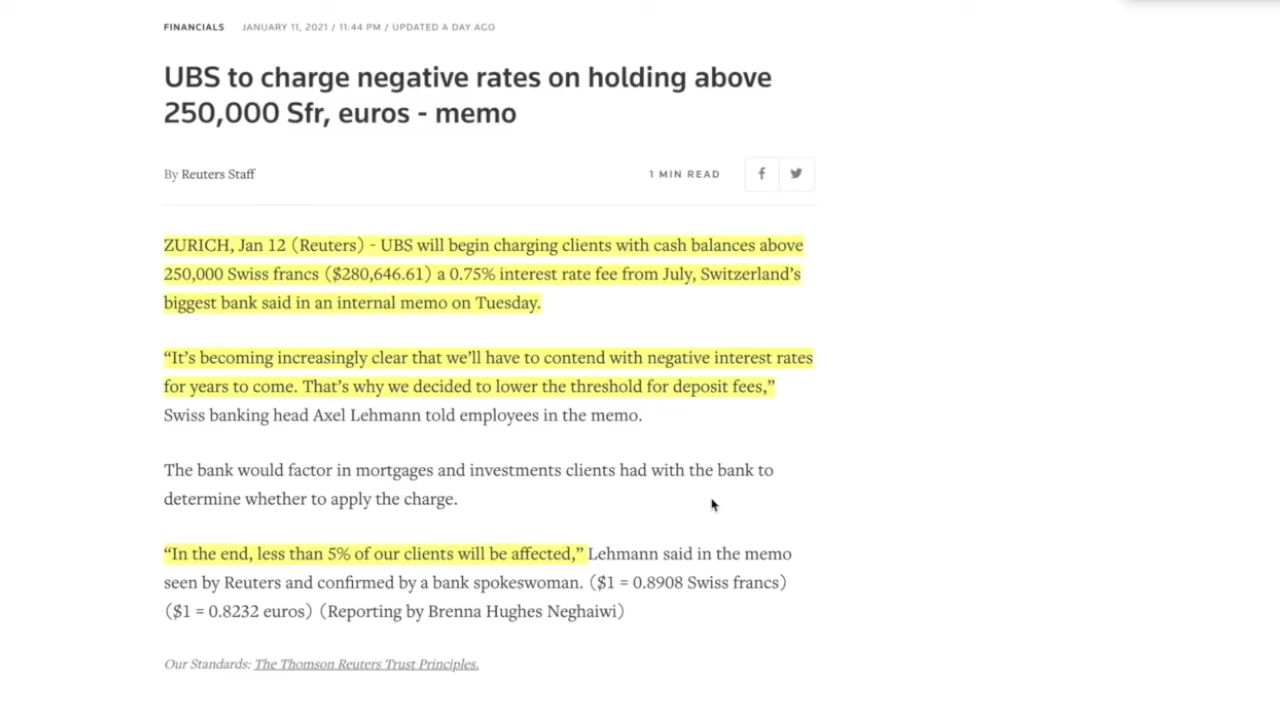 FINANCIALS JANUARY 11, 2021 / 11:44 PM / UPDATED A DAY AGO
UBS to charge negative rates on holding above
250,000 Sfr, euros - memo
By Reuters Staff
1 MIN READ
ZURICH, Jan 12 (Reuters) - UBS will begin charging clients with cash balances above
250,000 Swiss francs ($280,646.61) a 0.75% interest rate fee from July, Switzerland’s
biggest bank said in an internal memo on Tuesday.
“It’s becoming increasingly clear that we’ll have to contend with negative interest rates
for years to come. That’s why we decided to lower the threshold for deposit fees,”
Swiss banking head Axel Lehmann told employees in the memo.
The bank would factor in mortgages and investments clients had with the bank to
determine whether to apply the charge.
“In the end, less than 5% of our clients will be affected,” Lehmann said in the memo
seen by Reuters and confirmed by a bank spokeswoman. ($1 = 0.8908 Swiss francs)
($1 = 0.8232 euros) (Reporting by Brenna Hughes Neghaiwi)
Our Standards: The Thomson Reuters Trust Principles.